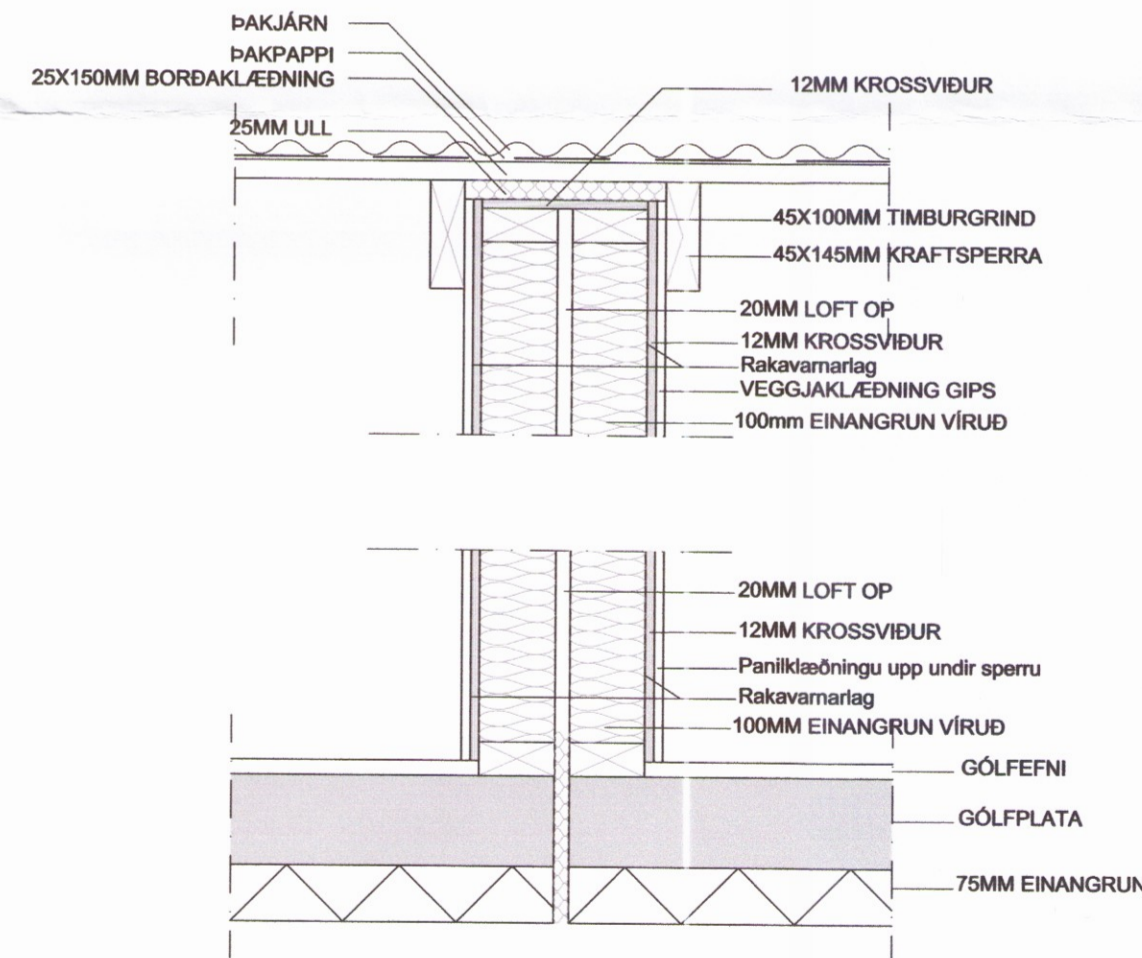 ÞAKJÁRN
ÞAKPAPPI
25X150MM BORÐAKLÆÐNING
12MM KROSSVIÐUR
25MM ULL
45X100MM TIMBURGRIND
45X145MM KRAFTSPERRA
20MM LOFT OP
12MM KROSSVIÐUR
Rakavarnarlag
VEGGJAKLÆÐNING GIPS
100mm EINANGRUN VÍRUÐ
20MM LOFT OP
12MM KROSSVIÐUR
Panilklæðningu upp undir sperru
Rakavarnarlag
100MM EINANGRUN VÍRUÐ
GÓLFEFNI
GÓLFPLATA
75MM EINANGRUN